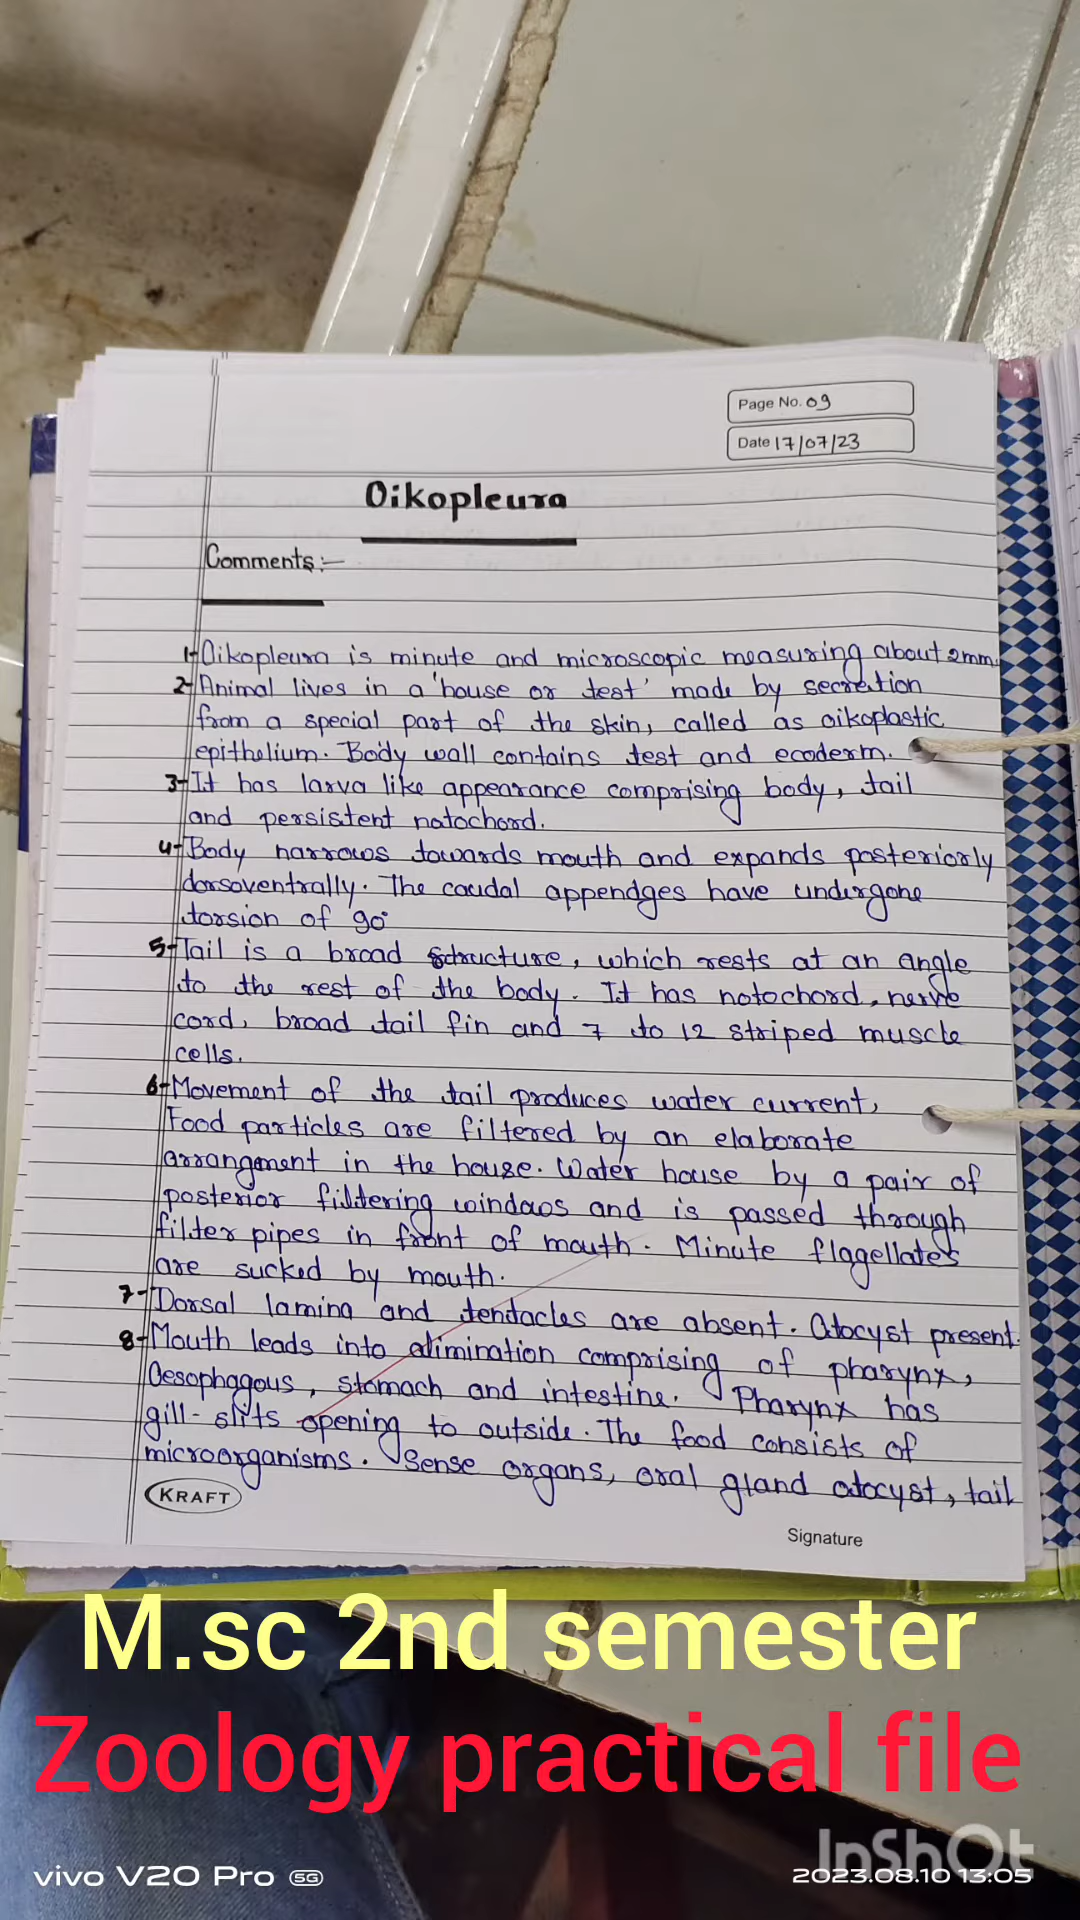 Page No. 09
Date 17/07/23
Oikopleura
Comments :-
1- Oikopleura is minute and microscopic measuring about 2mm.
2- Animal lives in a 'house or test' made by secretion
from a special part of the skin, called as oikoplastic
epithelium. Body wall contains test and ecoderm.
3- It has larva like appearance comprising body, tail
and persistent notochord.
4- Body narrows towards mouth and expands posteriorly
dorsoventrally. The caudal appendges have undergone
torsion of 90°
5- Tail is a broad structure, which rests at an angle
to the rest of the body. It has notochord, nerve
cord, broad tail fin and 7 to 12 striped muscle
cells.
6- Movement of the tail produces water current,
Food particles are filtered by an elaborate
arrangement in the house. Water house by a pair of
posterior filtering windaos and is passed through
filter pipes in front of mouth. Minute flagellates
are sucked by mouth.
7- Dorsal lamina and tendacles are absent. Otocyst present.
8- Mouth leads into alimination comprising of pharynx,
Oesophagous, stomach and intestine. Pharynx has
gill-slits opening to outside. The food consists of
microorganisms. Sense organs, oral gland otocyst, tail
KRAFT
Signature
M.sc 2nd semester
Zoology practical file
InShOt
vivo V20 Pro 5G
2023.08.10 13:05